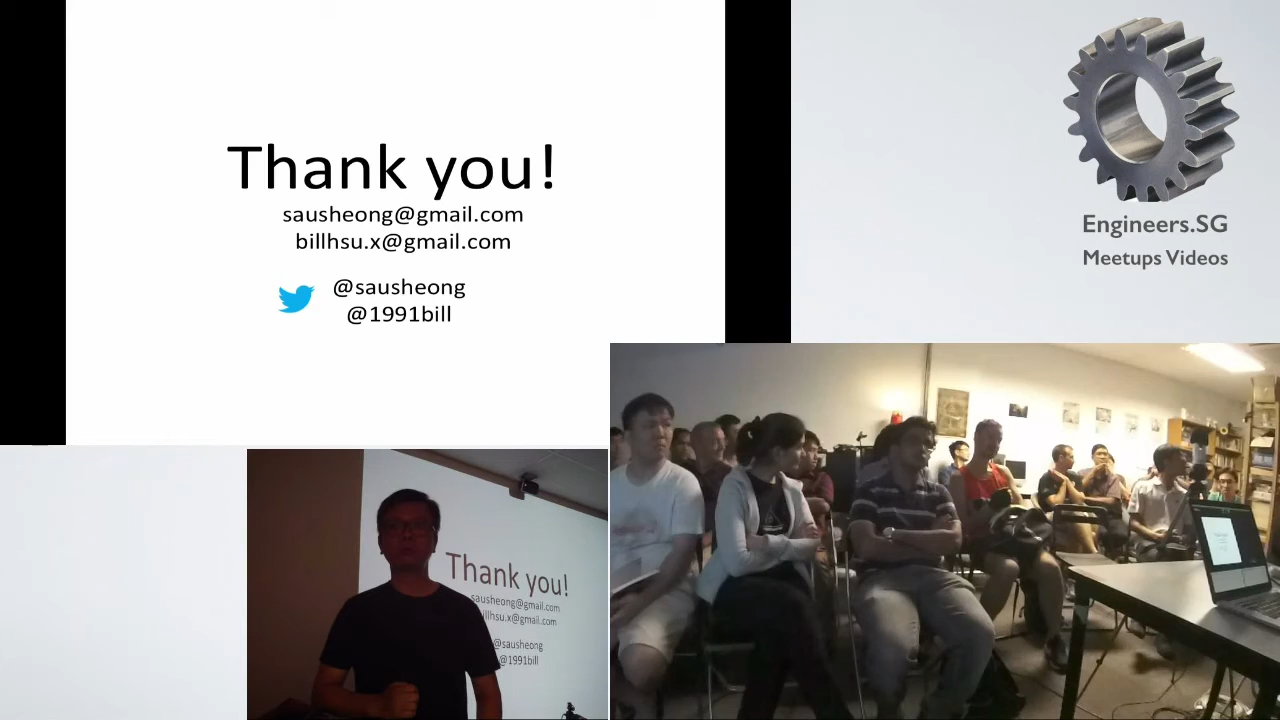 Thank you!
sausheong@gmail.com
billhsu.x@gmail.com
@sausheong
@1991bill
Engineers.SG
Meetups Videos
Thank you!
sausheong@gmail.com
illhsu.x@gmail.com
@sausheong
@1991bill